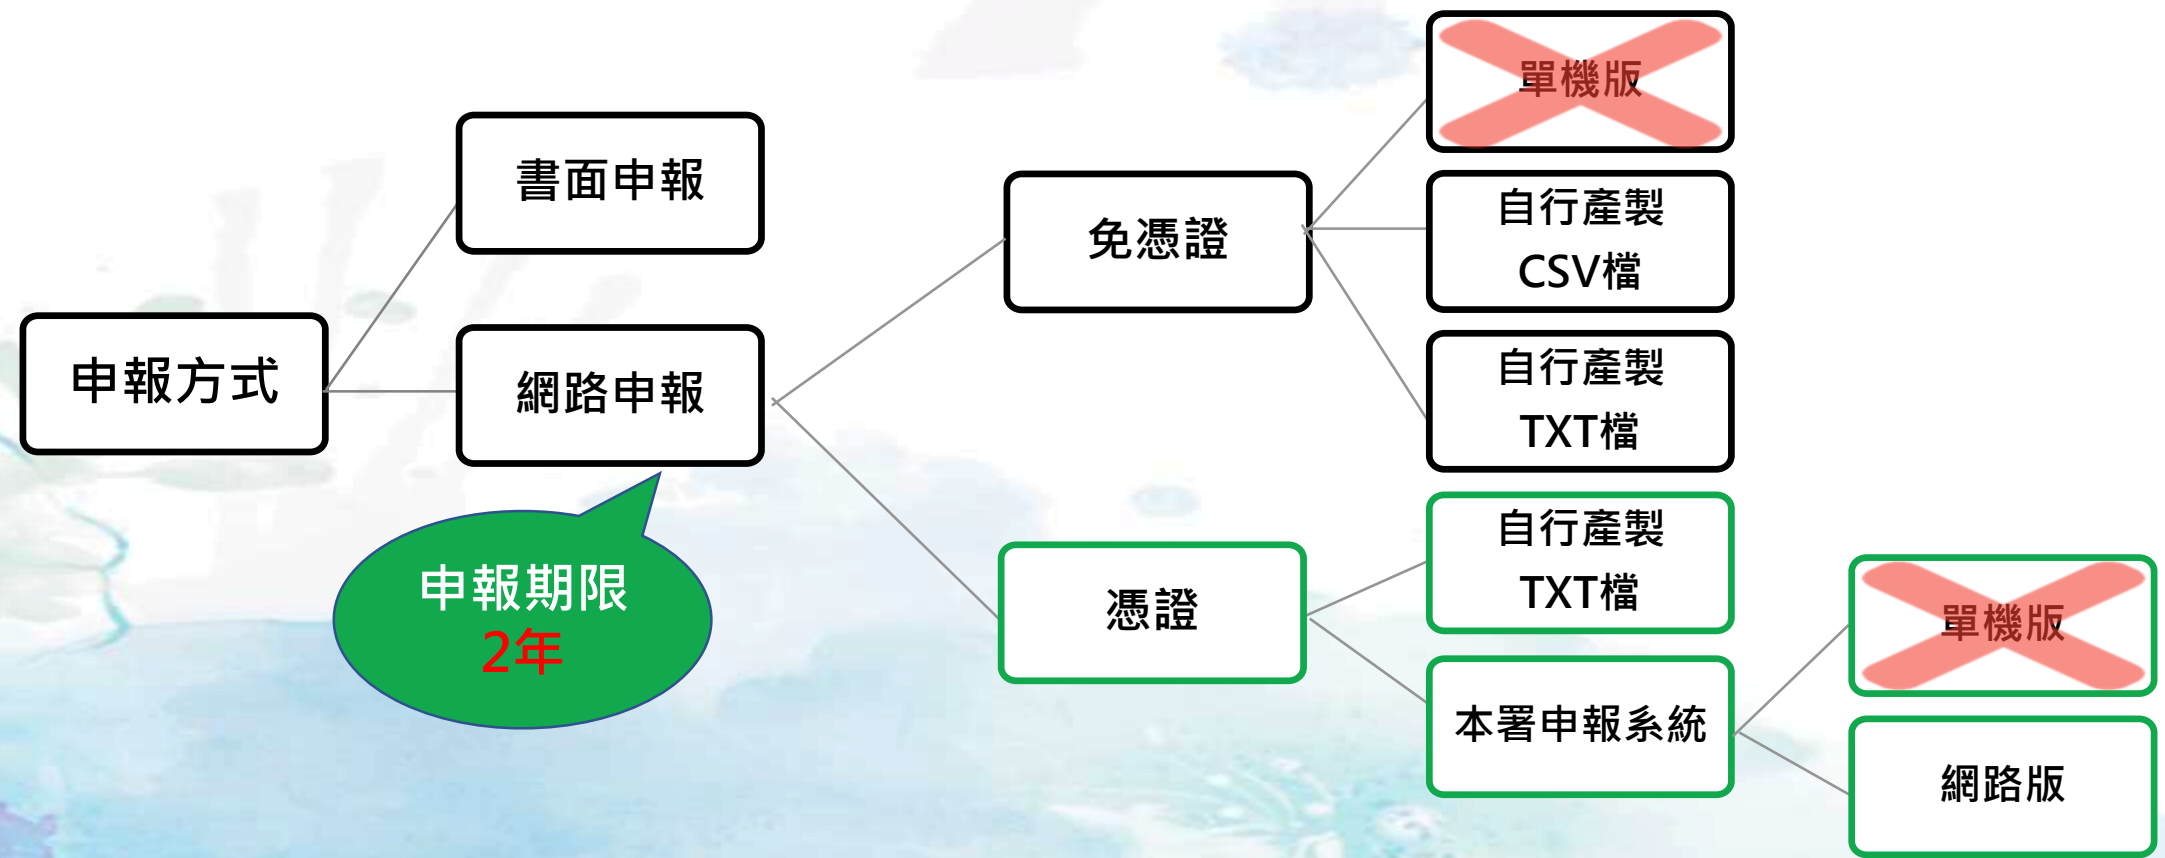 申報方式
書面申報
網路申報
申報期限
2年
免憑證
憑證
單機版
自行產製
CSV檔
自行產製
TXT檔
自行產製
TXT檔
本署申報系統
單機版
網路版